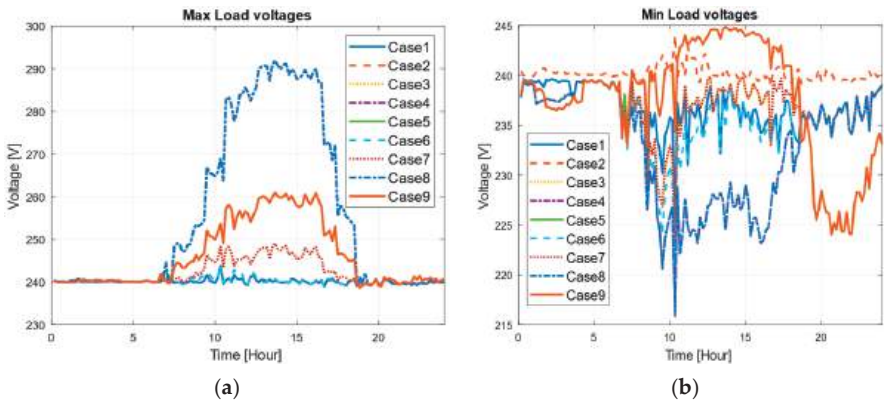 Max Load voltages
300
290
280
270
260
250
240
230
Voltage [V]
0
5
10
15
20
Time [Hour]
Case1
Case2
Case3
Case4
Case5
Case6
Case7
Case8
Case9
(a)
Min Load voltages
245
240
235
230
225
220
215
Voltage [V]
0
5
10
15
20
Time [Hour]
Case1
Case2
Case3
Case4
Case5
Case6
Case7
Case8
Case9
(b)